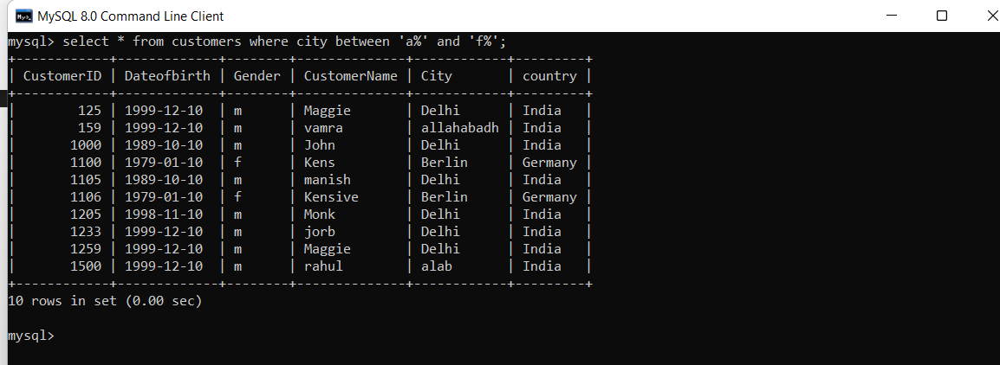 MySQL 8.0 Command Line Client
mysql> select * from customers where city between 'a%' and 'f%';
+------------+-------------+--------+--------------+------------+---------+
| CustomerID | Dateofbirth | Gender | CustomerName | City       | country |
+------------+-------------+--------+--------------+------------+---------+
|        125 | 1999-12-10  | m      | Maggie       | Delhi      | India   |
|        159 | 1999-12-10  | m      | vamra        | allahabadh | India   |
|       1000 | 1989-10-10  | m      | John         | Delhi      | India   |
|       1100 | 1979-01-10  | f      | Kens         | Berlin     | Germany |
|       1105 | 1989-10-10  | m      | manish       | Delhi      | India   |
|       1106 | 1979-01-10  | f      | Kensive      | Berlin     | Germany |
|       1205 | 1998-11-10  | m      | Monk         | Delhi      | India   |
|       1233 | 1999-12-10  | m      | jorb         | Delhi      | India   |
|       1259 | 1999-12-10  | m      | Maggie       | Delhi      | India   |
|       1500 | 1999-12-10  | m      | rahul        | alab       | India   |
+------------+-------------+--------+--------------+------------+---------+
10 rows in set (0.00 sec)
mysql>